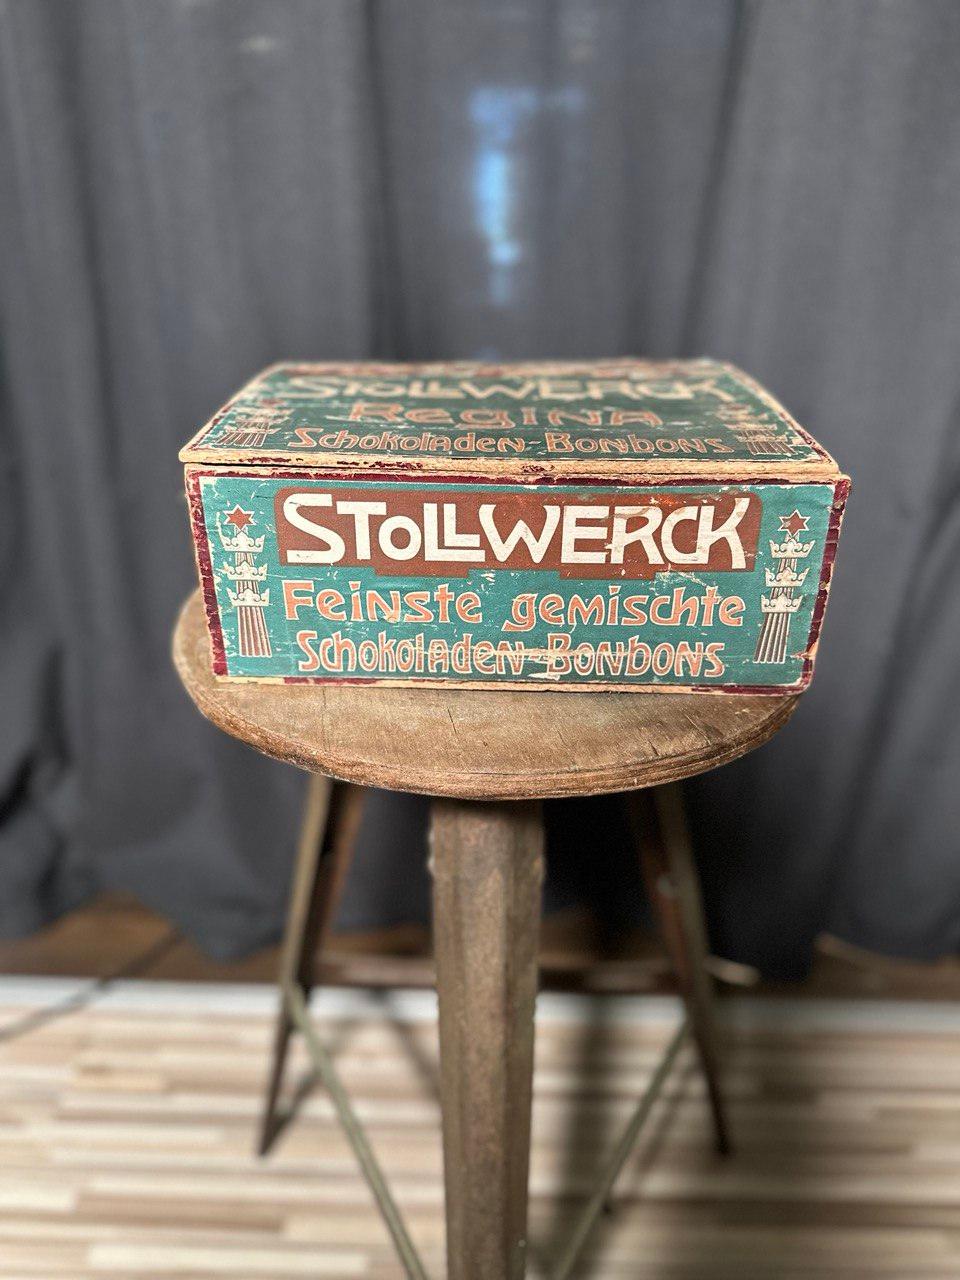 STOLLWERCK
REGINA
Schokoladen-Bonbons
STOLLWERCK
Feinste gemischte
Schokoladen-Bonbons